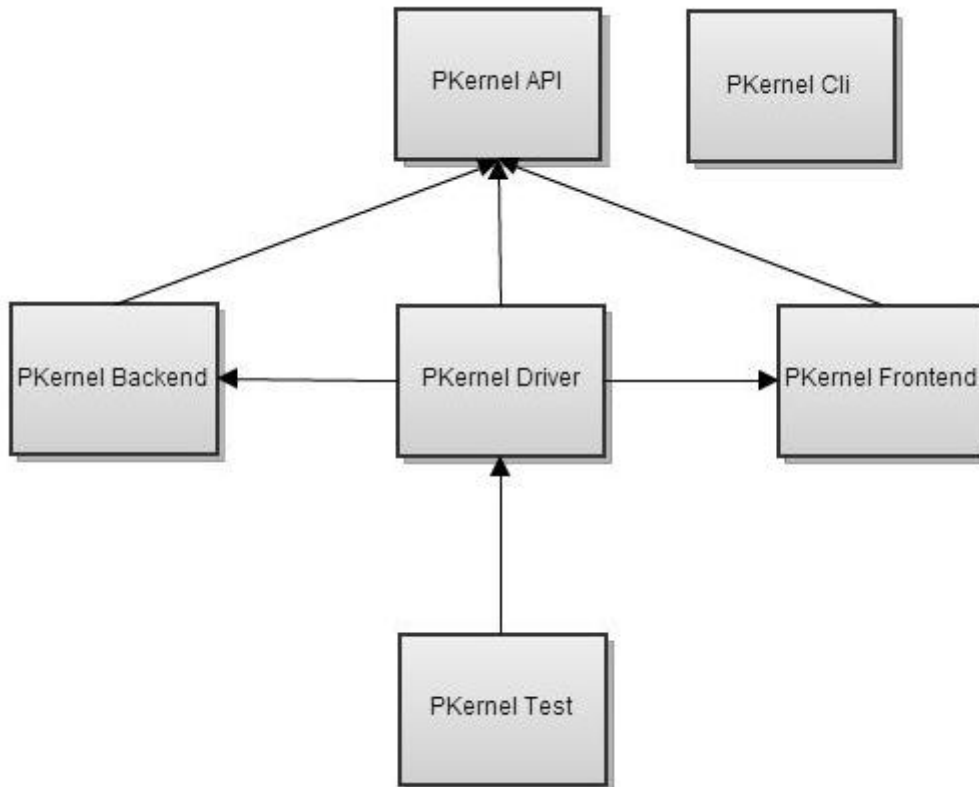 PKernel API
PKernel Cli
PKernel Backend
PKernel Driver
PKernel Frontend
PKernel Test